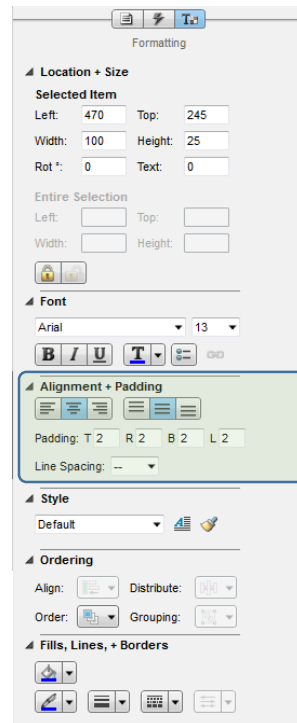 Formatting
Location + Size
Selected Item
Left: 470 Top: 245
Width: 100 Height: 25
Rot °: 0 Text: 0
Entire Selection
Left: Top:
Width: Height:
Font
Arial 13
B I U T
Alignment + Padding
Padding: T 2 R 2 B 2 L 2
Line Spacing: --
Style
Default
Ordering
Align: Distribute:
Order: Grouping:
Fills, Lines, + Borders